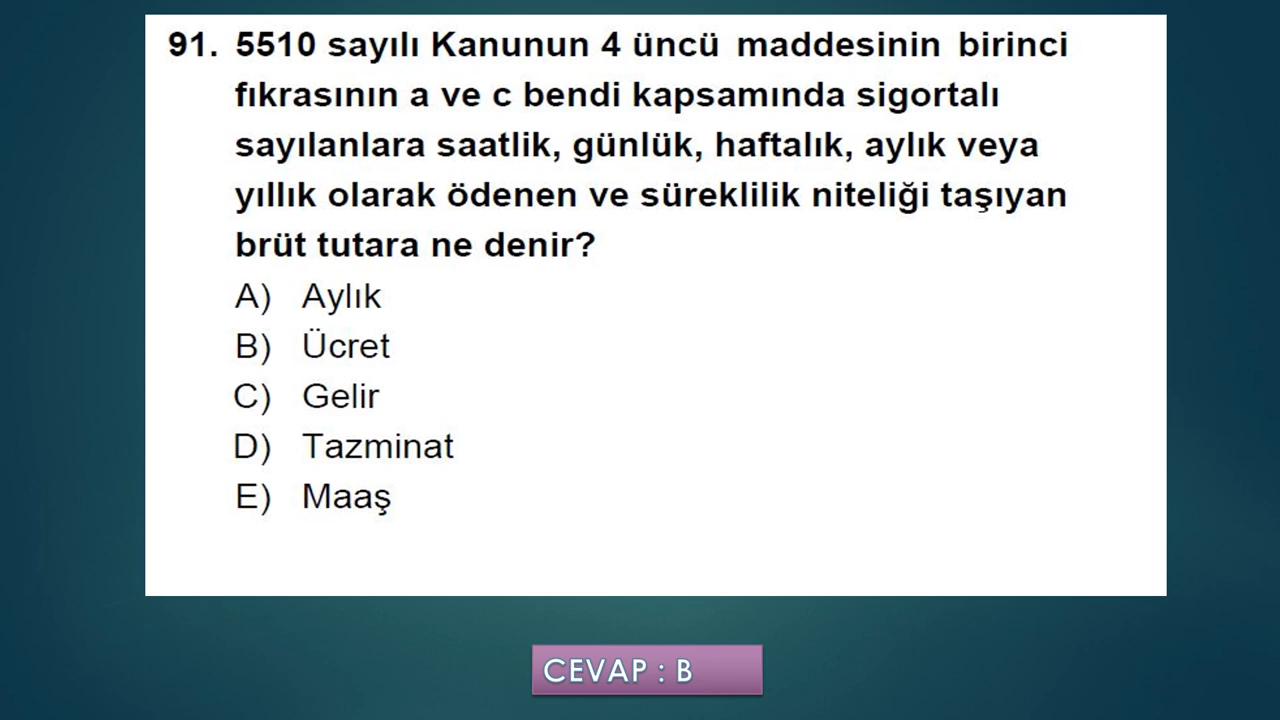 91. 5510 sayılı Kanunun 4 üncü maddesinin birinci
fıkrasının a ve c bendi kapsamında sigortalı
sayılanlara saatlik, günlük, haftalık, aylık veya
yıllık olarak ödenen ve süreklilik niteliği taşıyan
brüt tutara ne denir?
A) Aylık
B) Ücret
C) Gelir
D) Tazminat
E) Maaş
CEVAP : B